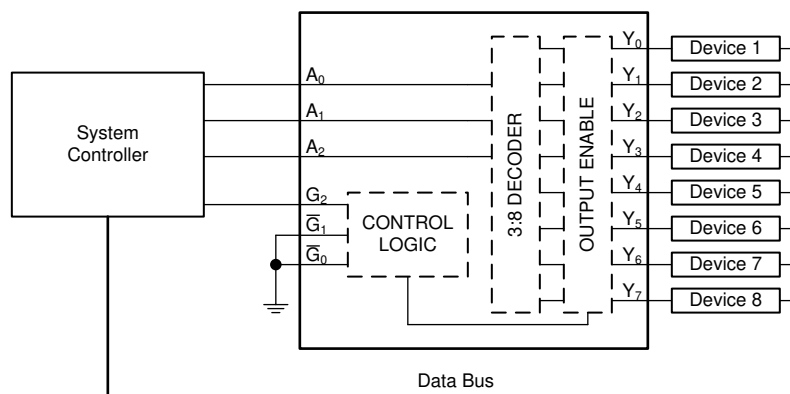 System
Controller
A₀
A₁
A₂
G₂
G̅₁
G̅₀
CONTROL
LOGIC
3:8 DECODER
OUTPUT ENABLE
Y₀ Device 1
Y₁ Device 2
Y₂ Device 3
Y₃ Device 4
Y₄ Device 5
Y₅ Device 6
Y₆ Device 7
Y₇ Device 8
Data Bus